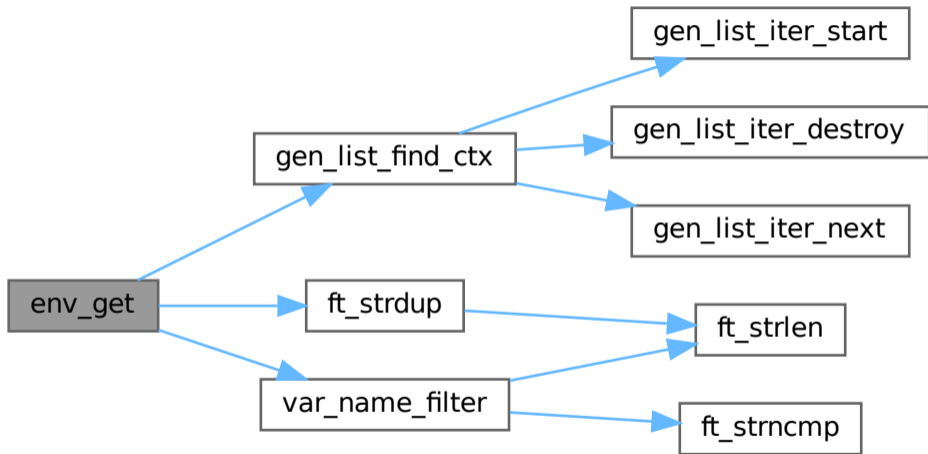 gen_list_iter_start
gen_list_iter_destroy
gen_list_find_ctx
gen_list_iter_next
env_get
ft_strdup
ft_strlen
var_name_filter
ft_strncmp